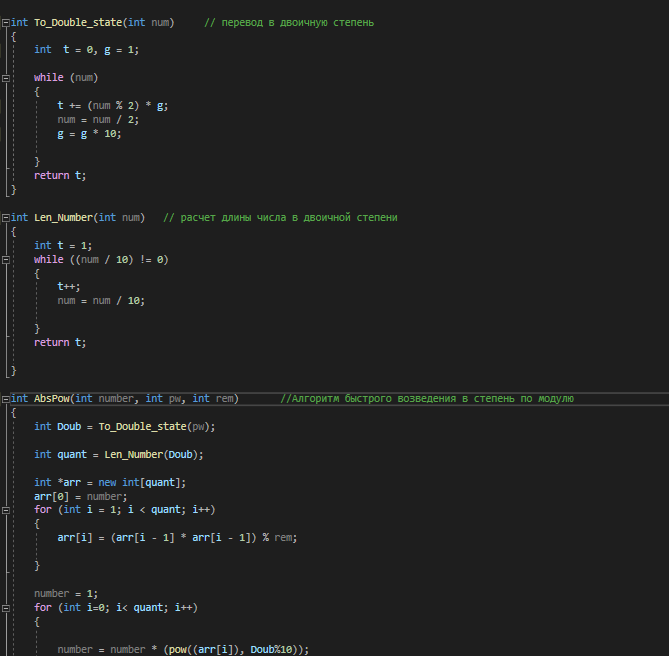 int To_Double_state(int num)     // перевод в двоичную степень
{
    int  t = 0, g = 1;
    while (num)
    {
        t += (num % 2) * g;
        num = num / 2;
        g = g * 10;
    }
    return t;
}
int Len_Number(int num)   // расчет длины числа в двоичной степени
{
    int t = 1;
    while ((num / 10) != 0)
    {
        t++;
        num = num / 10;
    }
    return t;
}
int AbsPow(int number, int pw, int rem)       //Алгоритм быстрого возведения в степень по модулю
{
    int Doub = To_Double_state(pw);
    int quant = Len_Number(Doub);
    int *arr = new int[quant];
    arr[0] = number;
    for (int i = 1; i < quant; i++)
    {
        arr[i] = (arr[i - 1] * arr[i - 1]) % rem;
    }
    number = 1;
    for (int i=0; i< quant; i++)
    {
        number = number * (pow((arr[i]), Doub%10));